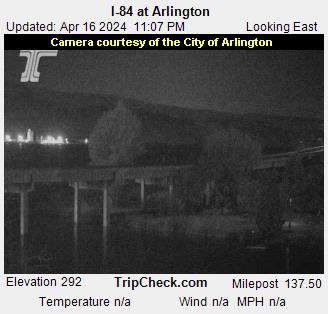 I-84 at Arlington
Updated: Apr 16 2024 11:07 PM Looking East
Camera courtesy of the City of Arlington
Elevation 292 TripCheck.com Milepost 137.50
Temperature n/a Wind n/a MPH n/a